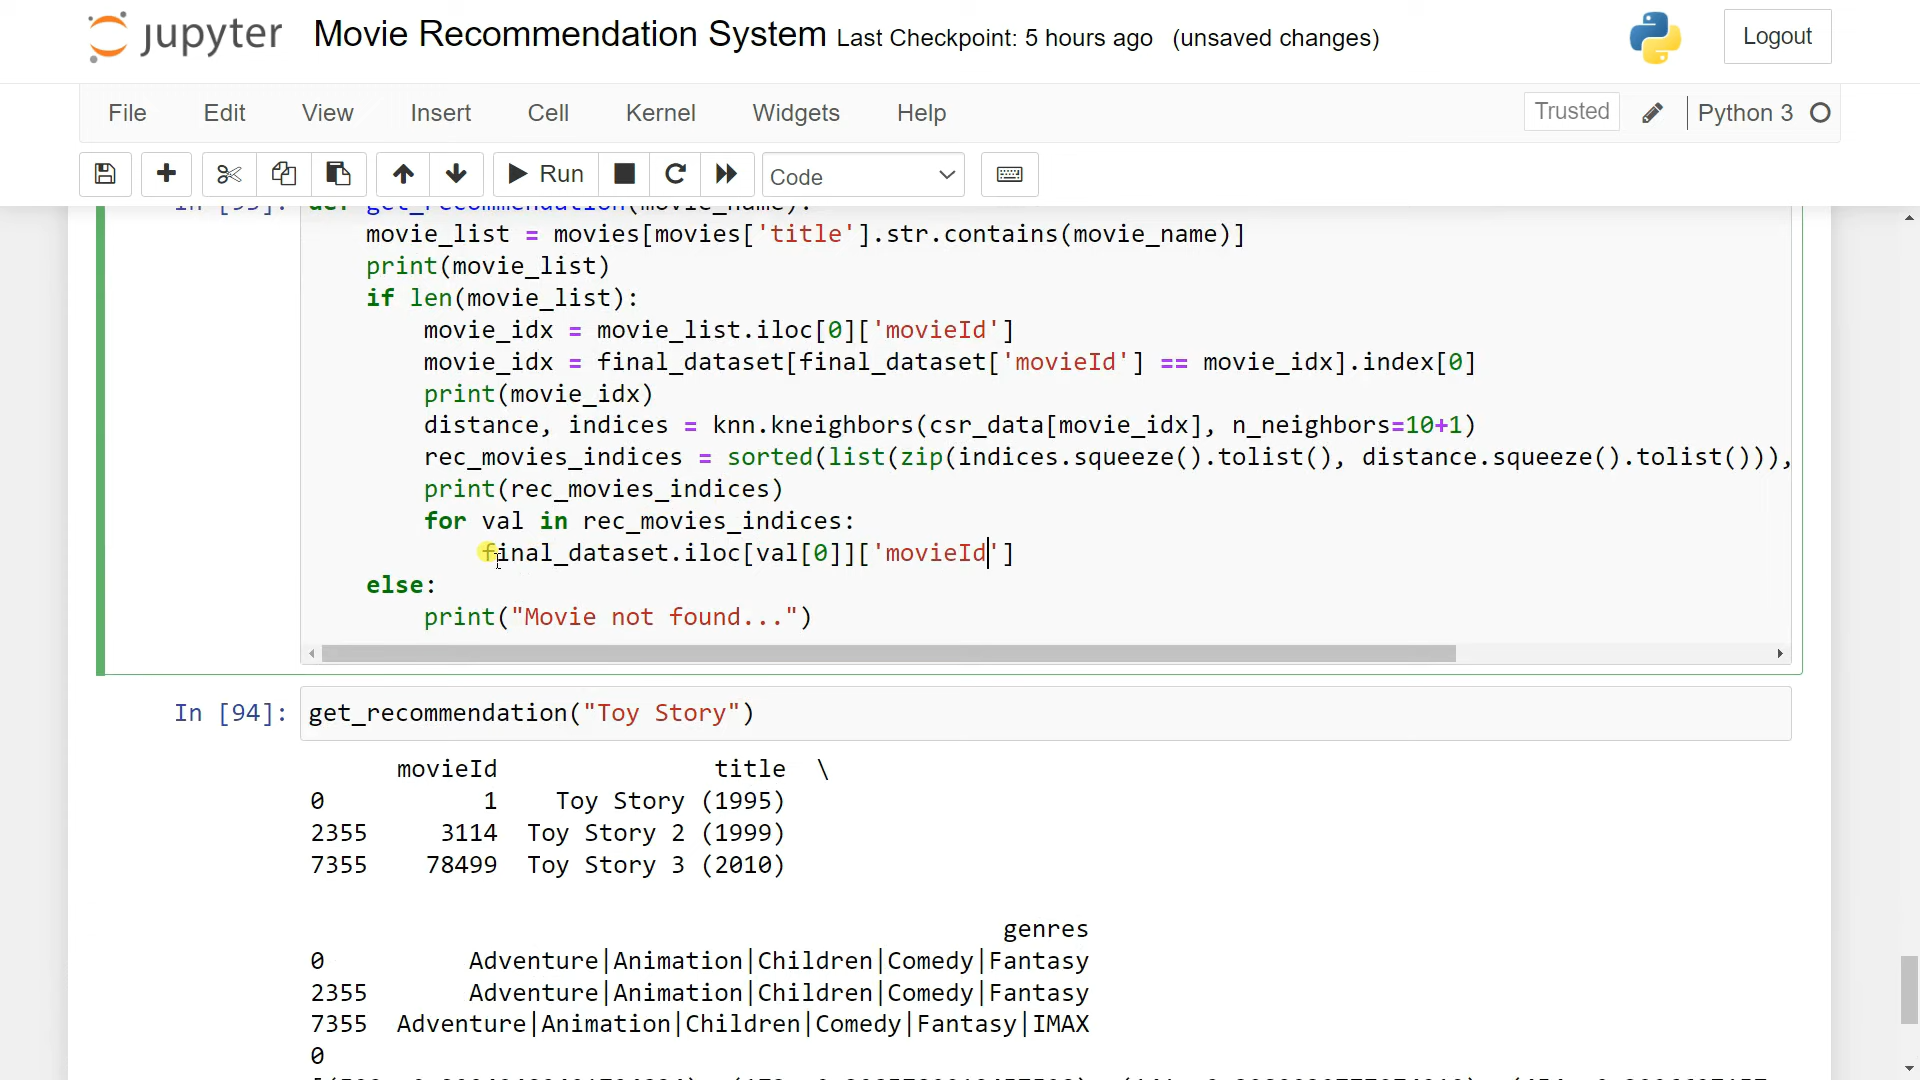 jupyter Movie Recommendation System Last Checkpoint: 5 hours ago (unsaved changes) Logout
File Edit View Insert Cell Kernel Widgets Help Trusted Python 3
Run Code
def get_recommendation(movie_name):
movie_list = movies[movies['title'].str.contains(movie_name)]
print(movie_list)
if len(movie_list):
movie_idx = movie_list.iloc[0]['movieId']
movie_idx = final_dataset[final_dataset['movieId'] == movie_idx].index[0]
print(movie_idx)
distance, indices = knn.kneighbors(csr_data[movie_idx], n_neighbors=10+1)
rec_movies_indices = sorted(list(zip(indices.squeeze().tolist(), distance.squeeze().tolist())),
print(rec_movies_indices)
for val in rec_movies_indices:
final_dataset.iloc[val[0]]['movieId']
else:
print("Movie not found...")
In [94]: get_recommendation("Toy Story")
movieId title \
0 1 Toy Story (1995)
2355 3114 Toy Story 2 (1999)
7355 78499 Toy Story 3 (2010)
genres
0 Adventure|Animation|Children|Comedy|Fantasy
2355 Adventure|Animation|Children|Comedy|Fantasy
7355 Adventure|Animation|Children|Comedy|Fantasy|IMAX
0